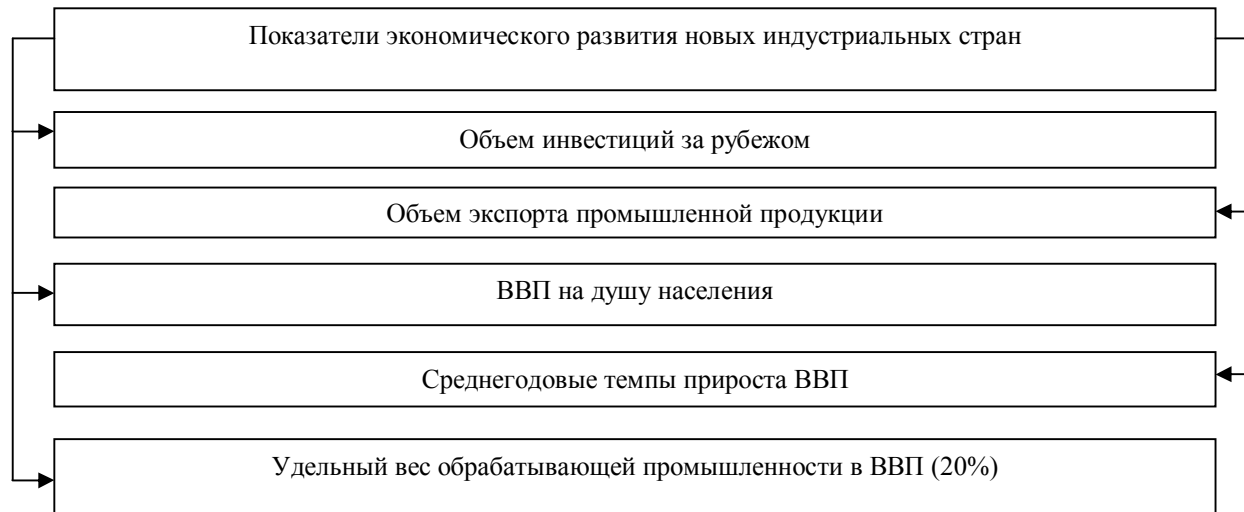 Показатели экономического развития новых индустриальных стран
Объем инвестиций за рубежом
Объем экспорта промышленной продукции
ВВП на душу населения
Среднегодовые темпы прироста ВВП
Удельный вес обрабатывающей промышленности в ВВП (20%)